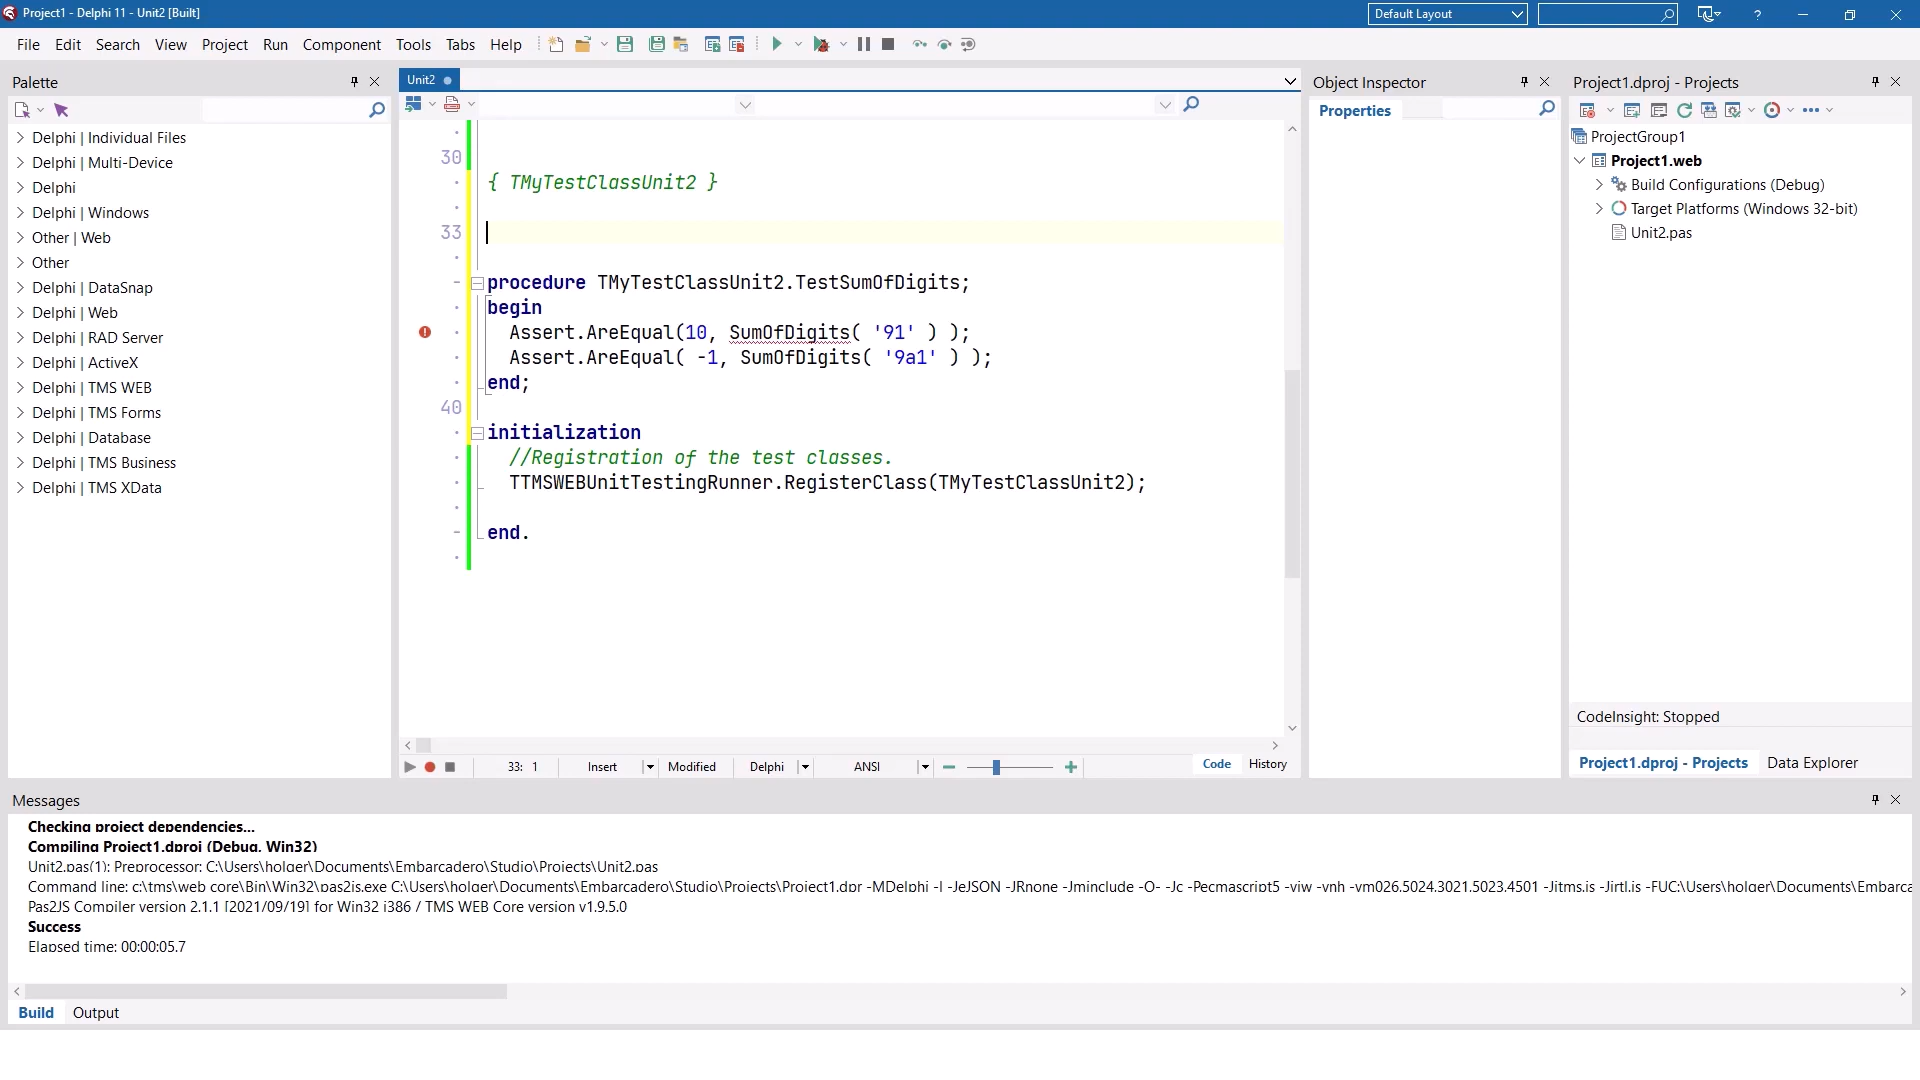 Project1 - Delphi 11 - Unit2 [Built]
Default Layout
File Edit Search View Project Run Component Tools Tabs Help
Palette
Delphi | Individual Files
Delphi | Multi-Device
Delphi
Delphi | Windows
Other | Web
Other
Delphi | DataSnap
Delphi | Web
Delphi | RAD Server
Delphi | ActiveX
Delphi | TMS WEB
Delphi | TMS Forms
Delphi | Database
Delphi | TMS Business
Delphi | TMS XData
Unit2
30
{ TMyTestClassUnit2 }
33
procedure TMyTestClassUnit2.TestSumOfDigits;
begin
Assert.AreEqual(10, SumOfDigits( '91' ) );
Assert.AreEqual( -1, SumOfDigits( '9a1' ) );
end;
40
initialization
//Registration of the test classes.
TTMSWEBUnitTestingRunner.RegisterClass(TMyTestClassUnit2);
end.
33: 1 Insert Modified Delphi ANSI Code History
Object Inspector
Properties
Project1.dproj - Projects
ProjectGroup1
Project1.web
Build Configurations (Debug)
Target Platforms (Windows 32-bit)
Unit2.pas
CodeInsight: Stopped
Project1.dproj - Projects Data Explorer
Messages
Checking project dependencies...
Compiling Project1.dproj (Debug, Win32)
Unit2.pas(1): Preprocessor: C:\Users\holger\Documents\Embarcadero\Studio\Projects\Unit2.pas
Command line: c:\tms\web core\Bin\Win32\pas2js.exe C:\Users\holger\Documents\Embarcadero\Studio\Projects\Project1.dpr -MDelphi -l -JeJSON -JRnone -Jminclude -O- -Jc -Pecmascript5 -viw -vnh -vm026,5024,3021,5023,4501 -Jitms.js -Jirtl.js -FUC:\Users\holger\Documents\Embarca
Pas2JS Compiler version 2.1.1 [2021/09/19] for Win32 i386 / TMS WEB Core version v1.9.5.0
Success
Elapsed time: 00:00:05.7
Build Output